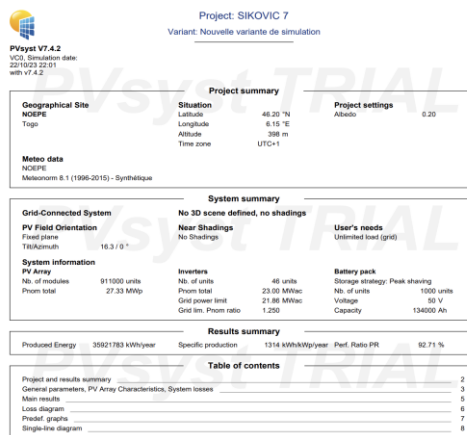 Project: SIKOVIC 7
Variant: Nouvelle variante de simulation
PVsyst V7.4.2
VC0, Simulation date:
22/10/23 22:01
with v7.4.2
PVsyst TRIAL
Project summary
Geographical Site Situation Project settings
NOEPE Latitude 46.20 °N Albedo 0.20
Togo Longitude 6.15 °E
Altitude 398 m
Time zone UTC+1
Meteo data
NOEPE
Meteonorm 8.1 (1996-2015) - Synthétique
System summary
Grid-Connected System No 3D scene defined, no shadings
PVsyst TRIAL
PV Field Orientation Near Shadings User's needs
Fixed plane No Shadings Unlimited load (grid)
Tilt/Azimuth 16.3 / 0 °
System information
PV Array Inverters Battery pack
Nb. of modules 911000 units Nb. of units 46 units Storage strategy: Peak shaving
Pnom total 27.33 MWp Pnom total 23.00 MWac Nb. of units 1000 units
Grid power limit 21.86 MWac Voltage 50 V
Grid lim. Pnom ratio 1.250 Capacity 134000 Ah
Results summary
Produced Energy 35921783 kWh/year Specific production 1314 kWh/kWp/year Perf. Ratio PR 92.71 %
PVsyst TRIAL
Table of contents
Project and results summary 2
General parameters, PV Array Characteristics, System losses 3
Main results 5
Loss diagram 6
Predef. graphs 7
Single-line diagram 8